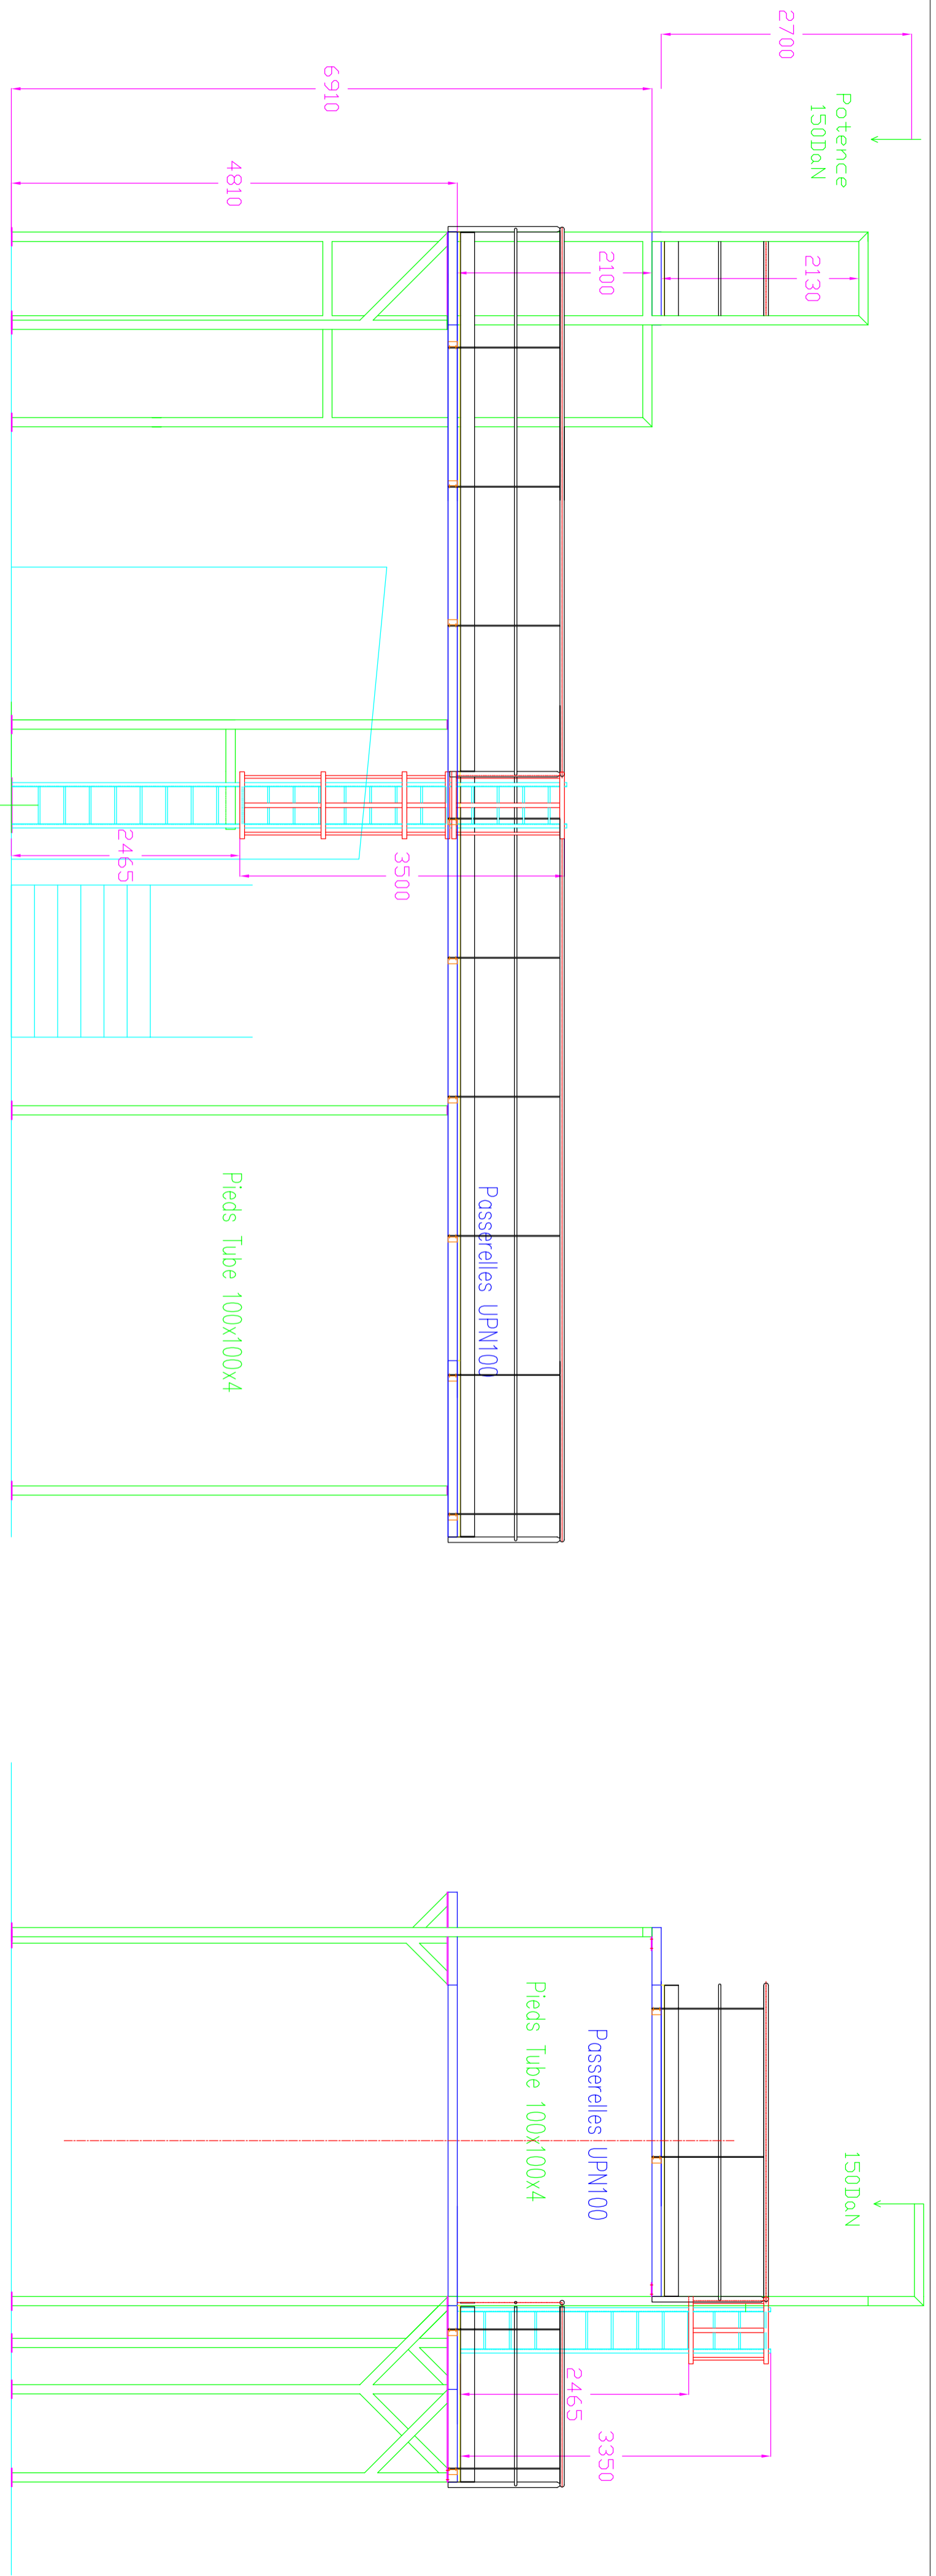 2700
Potence
150DaN
6910
4810
2100
2130
2465
3500
Passerelles UPN100
Pieds Tube 100x100x4
150DaN
Passerelles UPN100
Pieds Tube 100x100x4
2465
3350